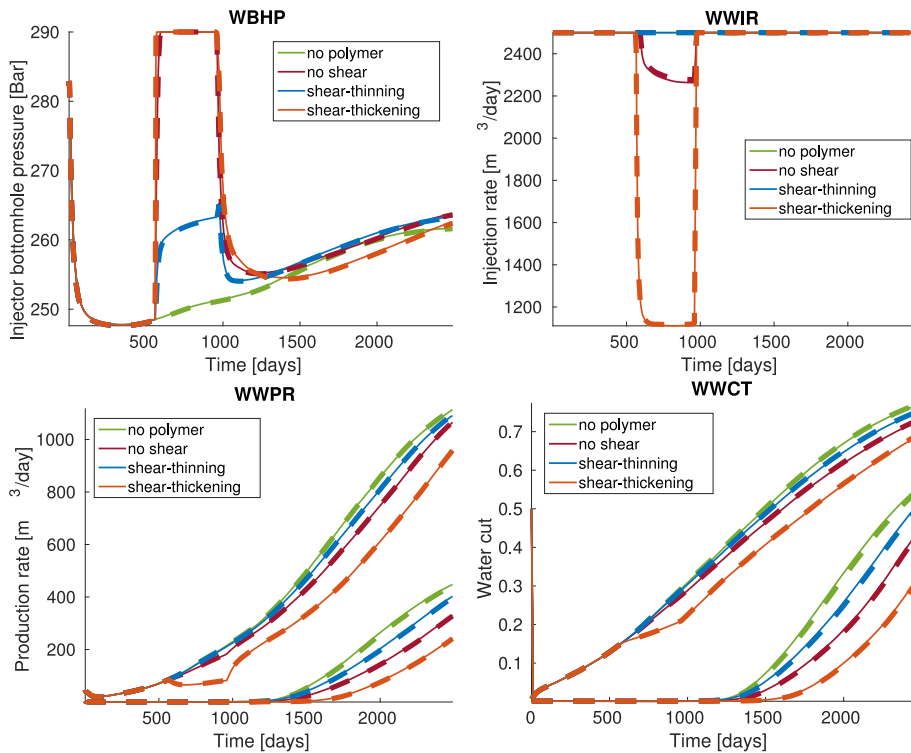 WBHP
Injector bottomhole pressure [Bar]
290
280
270
260
250
500
1000
1500
2000
Time [days]
no polymer
no shear
shear-thinning
shear-thickening
WWIR
Injection rate [m 3/day]
2400
2200
2000
1800
1600
1400
1200
0
500
1000
1500
2000
Time [days]
no polymer
no shear
shear-thinning
shear-thickening
WWPR
Production rate [m 3/day]
1000
800
600
400
200
500
1000
1500
2000
Time [days]
no polymer
no shear
shear-thinning
shear-thickening
WWCT
Water cut
0.7
0.6
0.5
0.4
0.3
0.2
0.1
0
500
1000
1500
2000
Time [days]
no polymer
no shear
shear-thinning
shear-thickening